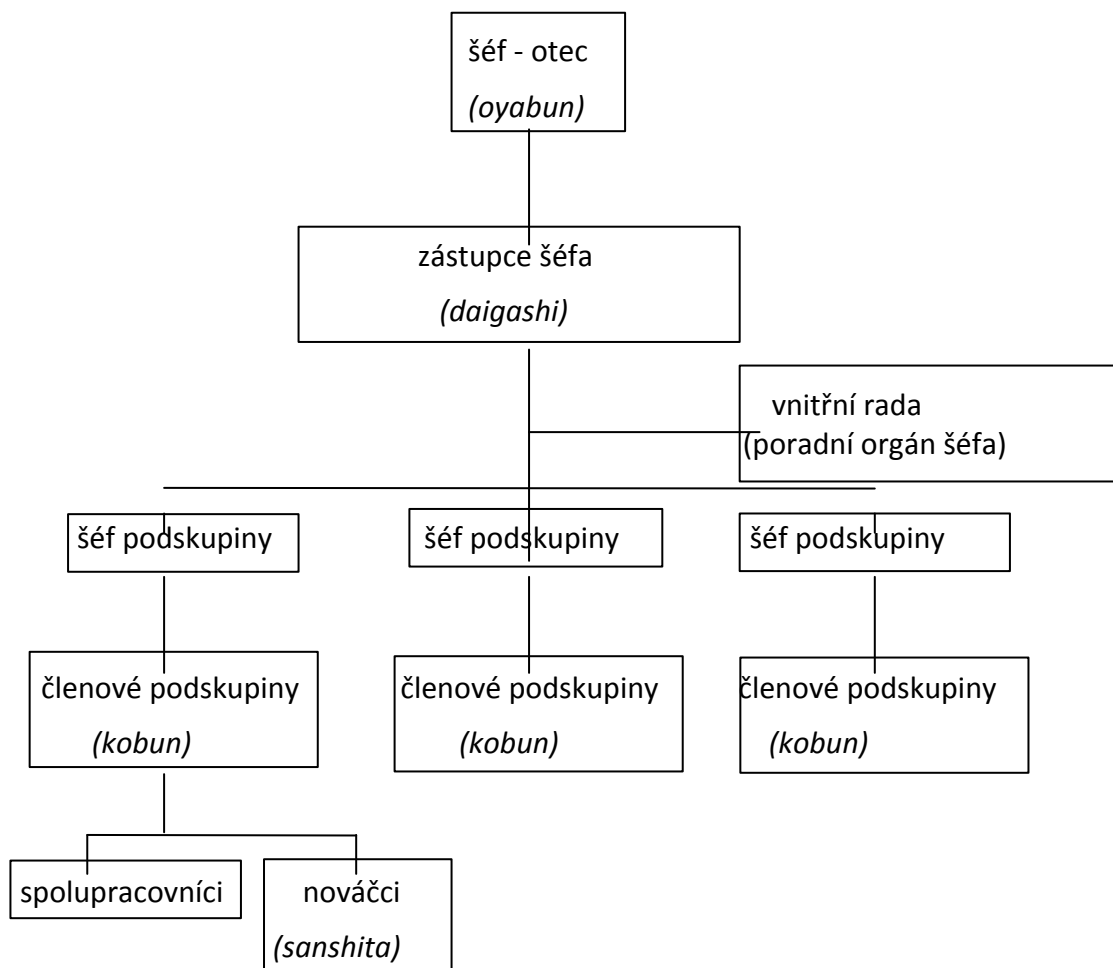 šéf - otec
(oyabun)
zástupce šéfa
(daigashi)
vnitřní rada
(poradní orgán šéfa)
šéf podskupiny
šéf podskupiny
šéf podskupiny
členové podskupiny
(kobun)
členové podskupiny
(kobun)
členové podskupiny
(kobun)
spolupracovníci
nováčci
(sanshita)